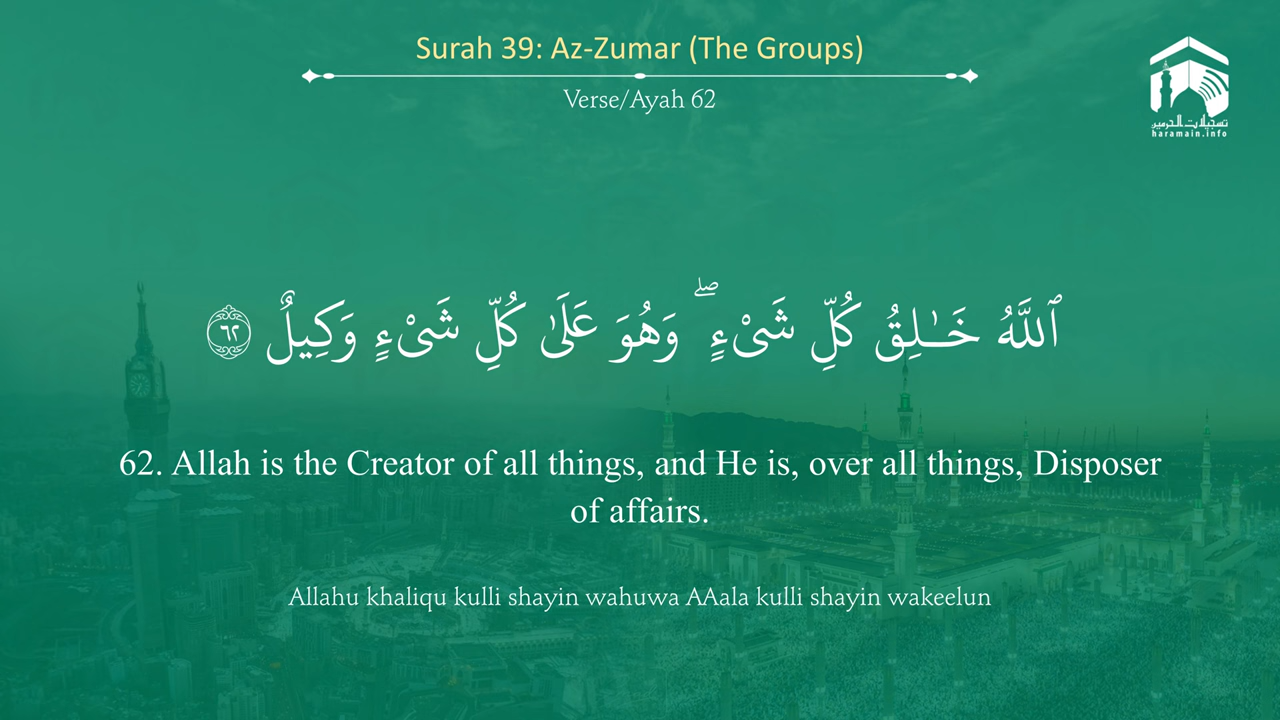 Surah 39: Az-Zumar (The Groups)
Verse/Ayah 62
تسجيلات الحرمين
haramain.info
ٱللَّهُ خَـٰلِقُ كُلِّ شَىْءٍ ۖ وَهُوَ عَلَىٰ كُلِّ شَىْءٍ وَكِيلٌ ٦٢
62. Allah is the Creator of all things, and He is, over all things, Disposer
of affairs.
Allahu khaliqu kulli shayin wahuwa AAala kulli shayin wakeelun